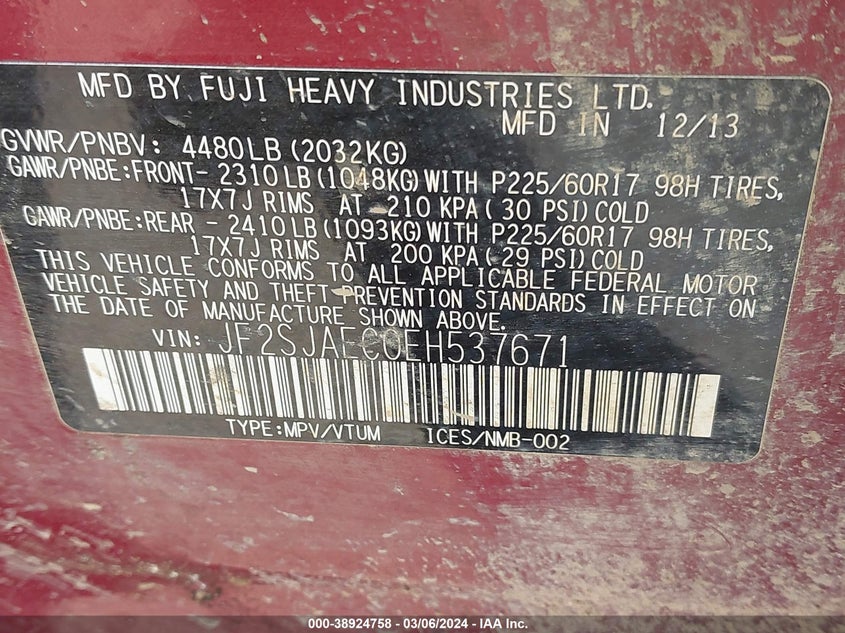 MFD BY FUJI HEAVY INDUSTRIES LTD.
MFD IN 12/13
GVWR/PNBV: 4480LB (2032KG)
GAWR/PNBE:FRONT- 2310LB (1048KG) WITH P225/60R17 98H TIRES,
17X7J RIMS AT 210 KPA (30 PSI) COLD
GAWR/PNBE:REAR - 2410LB (1093KG) WITH P225/60R17 98H TIRES,
17X7J RIMS AT 200 KPA (29 PSI) COLD
THIS VEHICLE CONFORMS TO ALL APPLICABLE FEDERAL MOTOR
VEHICLE SAFETY AND THEFT PREVENTION STANDARDS IN EFFECT ON
THE DATE OF MANUFACTURE SHOWN ABOVE.
VIN: JF2SJAEC0EH537671
TYPE:MPV/VTUM ICES/NMB-002
000-38924758 - 03/06/2024 - IAA Inc.